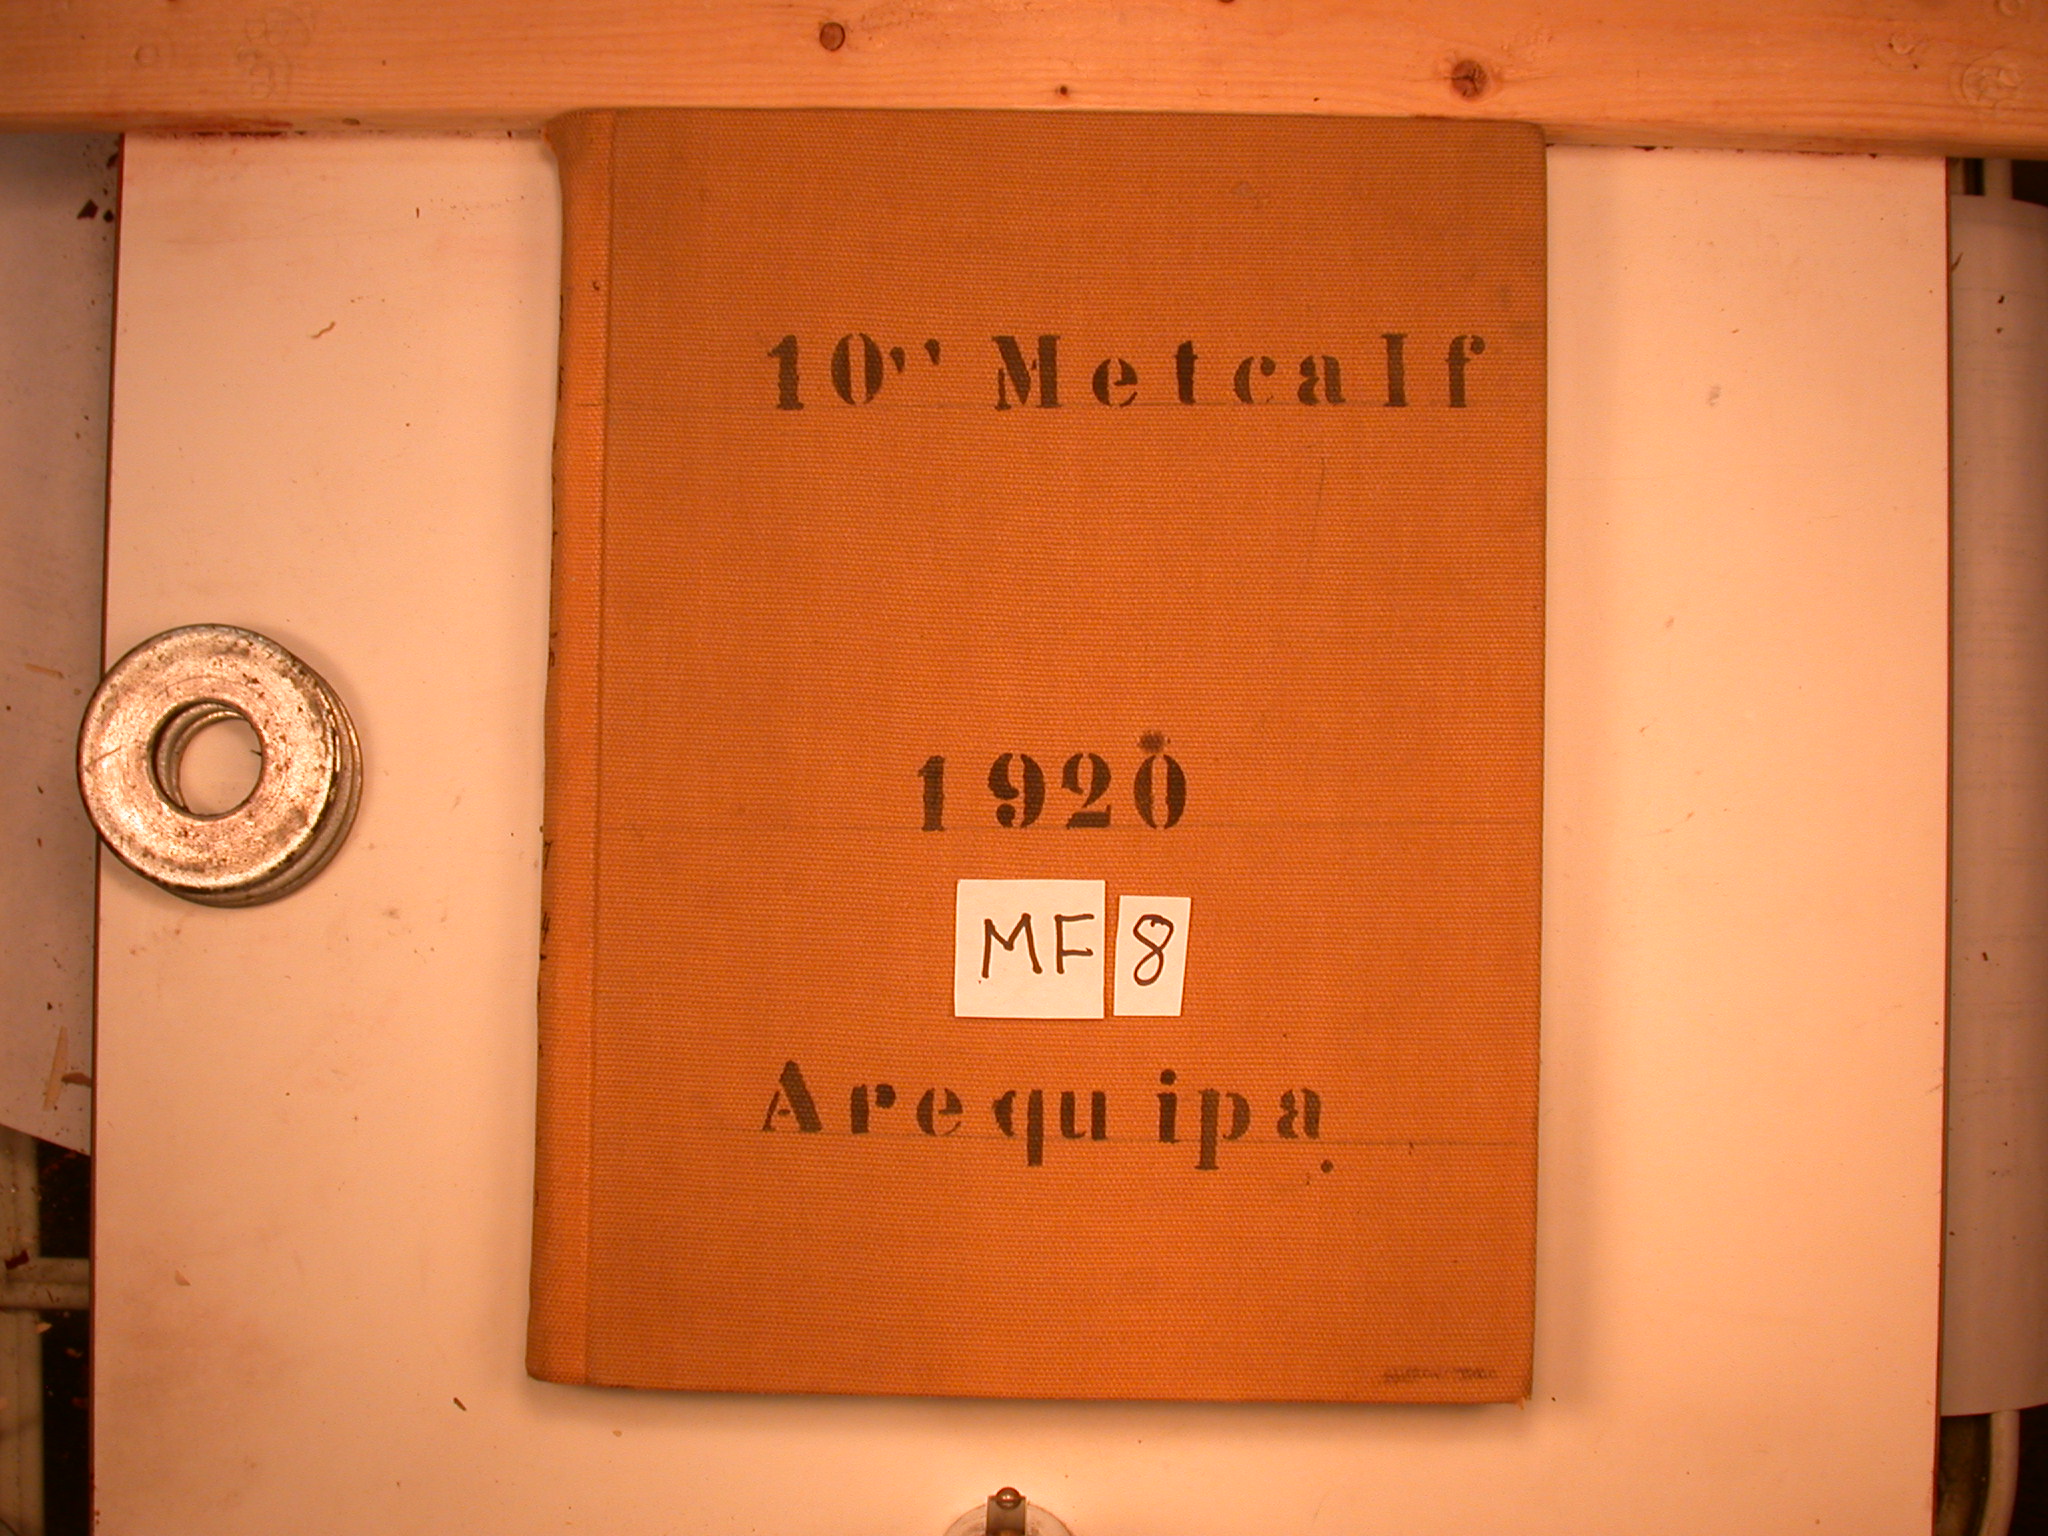 10" Metcalf
1920
MF 8
Arequipa.